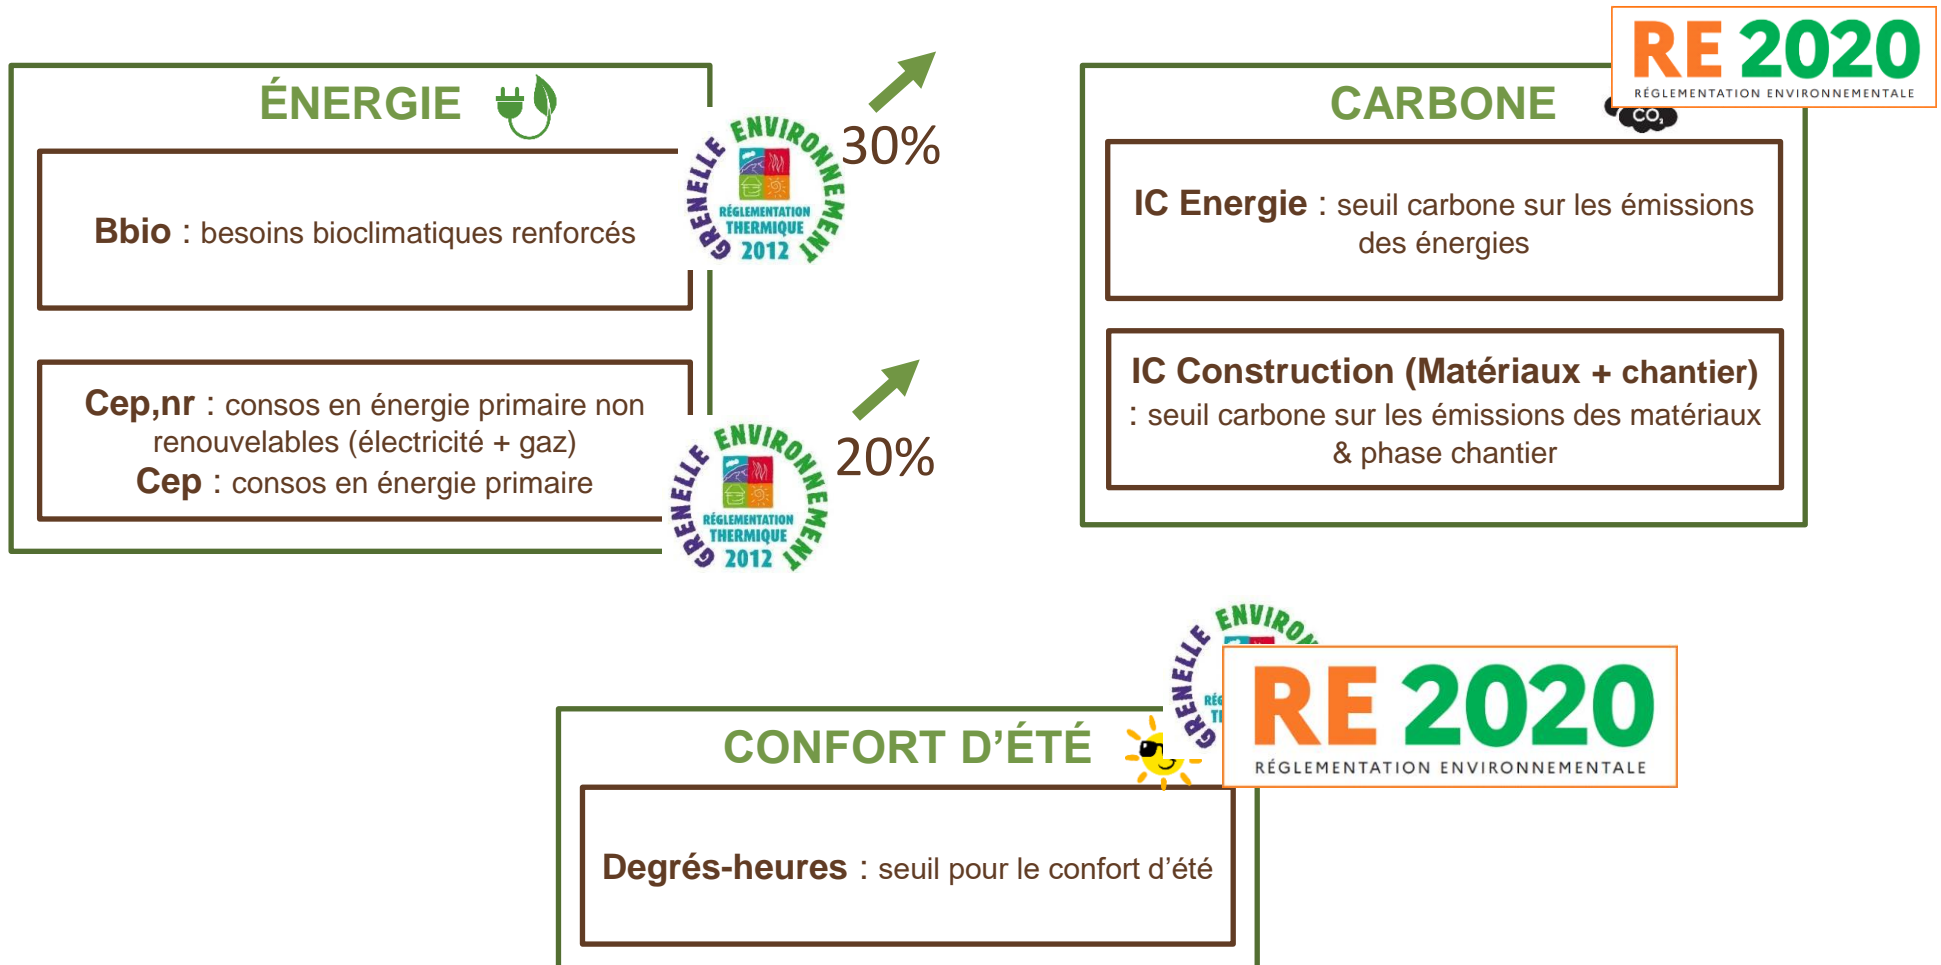 ÉNERGIE
Bbio : besoins bioclimatiques renforcés
GRENELLE ENVIRONNEMENT
RÉGLEMENTATION
THERMIQUE
2012
30%
Cep,nr : consos en énergie primaire non
renouvelables (électricité + gaz)
Cep : consos en énergie primaire
GRENELLE ENVIRONNEMENT
RÉGLEMENTATION
THERMIQUE
2012
20%
RE 2020
RÉGLEMENTATION ENVIRONNEMENTALE
CARBONE
IC Energie : seuil carbone sur les émissions
des énergies
IC Construction (Matériaux + chantier)
: seuil carbone sur les émissions des matériaux
& phase chantier
GRENELLE
RE 2020
RÉGLEMENTATION ENVIRONNEMENTALE
CONFORT D’ÉTÉ
Degrés-heures : seuil pour le confort d’été